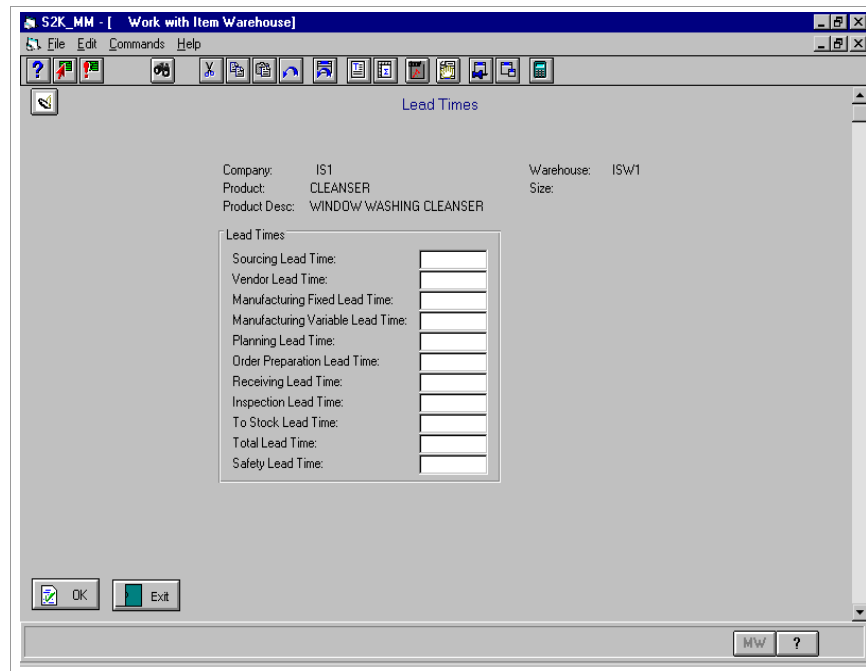 S2K_MM - [ Work with Item Warehouse]
File Edit Commands Help
Lead Times
Company: IS1 Warehouse: ISW1
Product: CLEANSER Size:
Product Desc: WINDOW WASHING CLEANSER
Lead Times
Sourcing Lead Time:
Vendor Lead Time:
Manufacturing Fixed Lead Time:
Manufacturing Variable Lead Time:
Planning Lead Time:
Order Preparation Lead Time:
Receiving Lead Time:
Inspection Lead Time:
To Stock Lead Time:
Total Lead Time:
Safety Lead Time:
OK Exit
MW ?